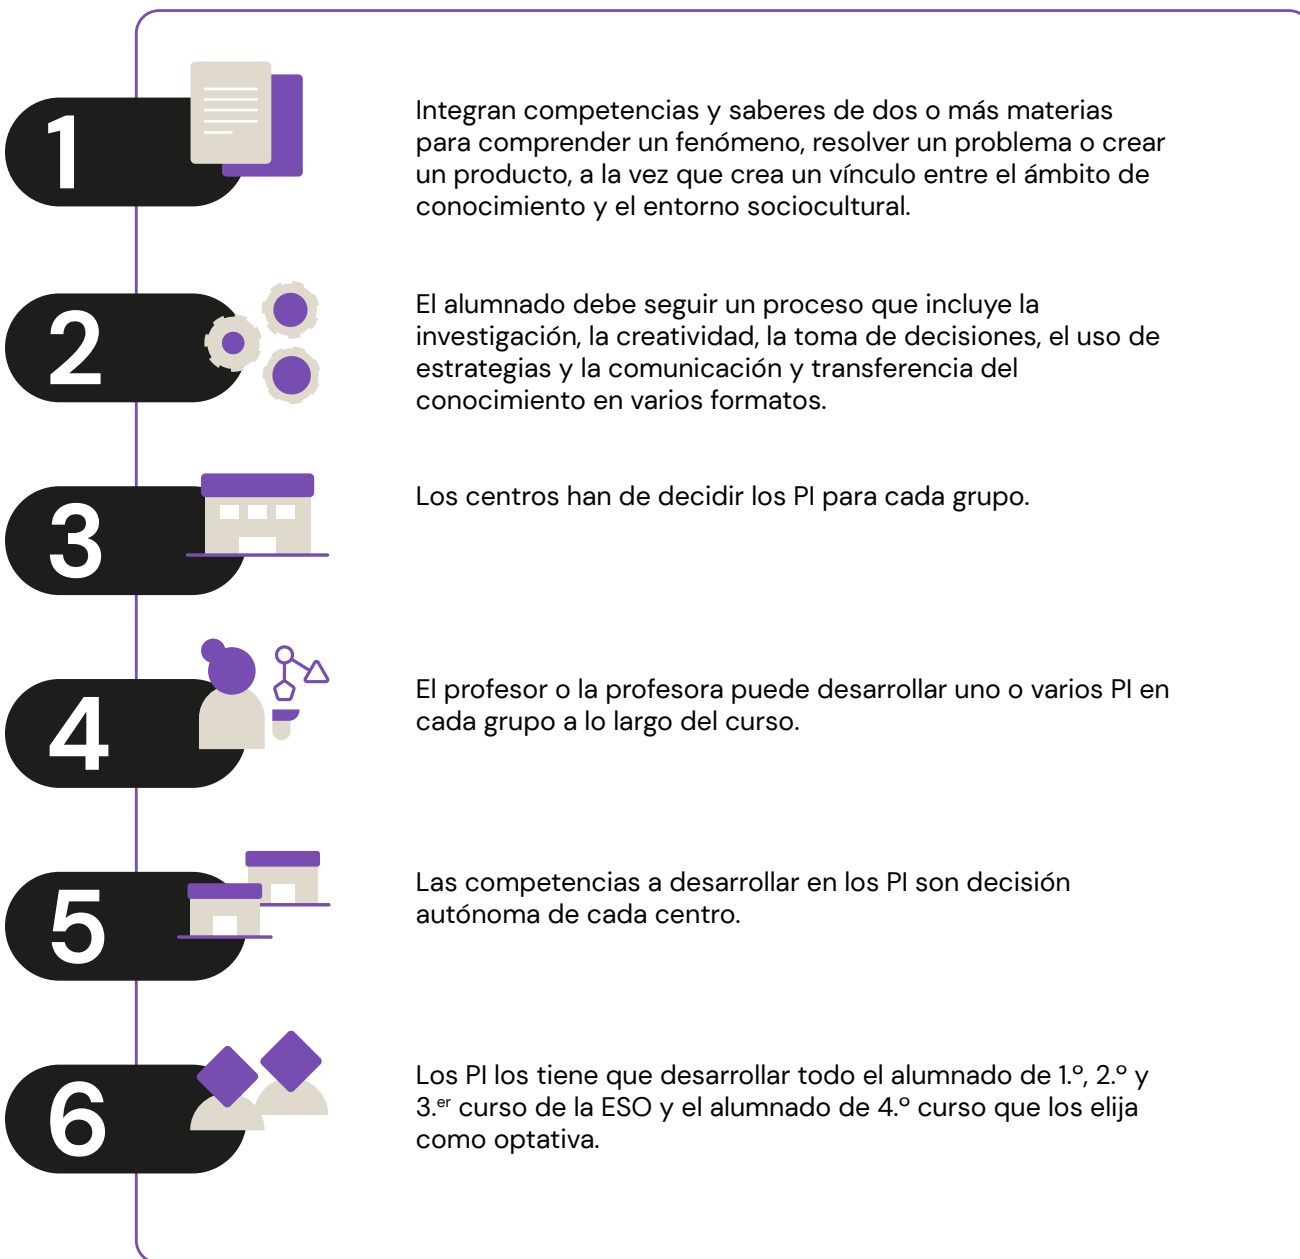 1
Integran competencias y saberes de dos o más materias
para comprender un fenómeno, resolver un problema o crear
un producto, a la vez que crea un vínculo entre el ámbito de
conocimiento y el entorno sociocultural.
2
El alumnado debe seguir un proceso que incluye la
investigación, la creatividad, la toma de decisiones, el uso de
estrategias y la comunicación y transferencia del
conocimiento en varios formatos.
3
Los centros han de decidir los PI para cada grupo.
4
El profesor o la profesora puede desarrollar uno o varios PI en
cada grupo a lo largo del curso.
5
Las competencias a desarrollar en los PI son decisión
autónoma de cada centro.
6
Los PI los tiene que desarrollar todo el alumnado de 1.º, 2.º y
3.ᵉʳ curso de la ESO y el alumnado de 4.º curso que los elija
como optativa.